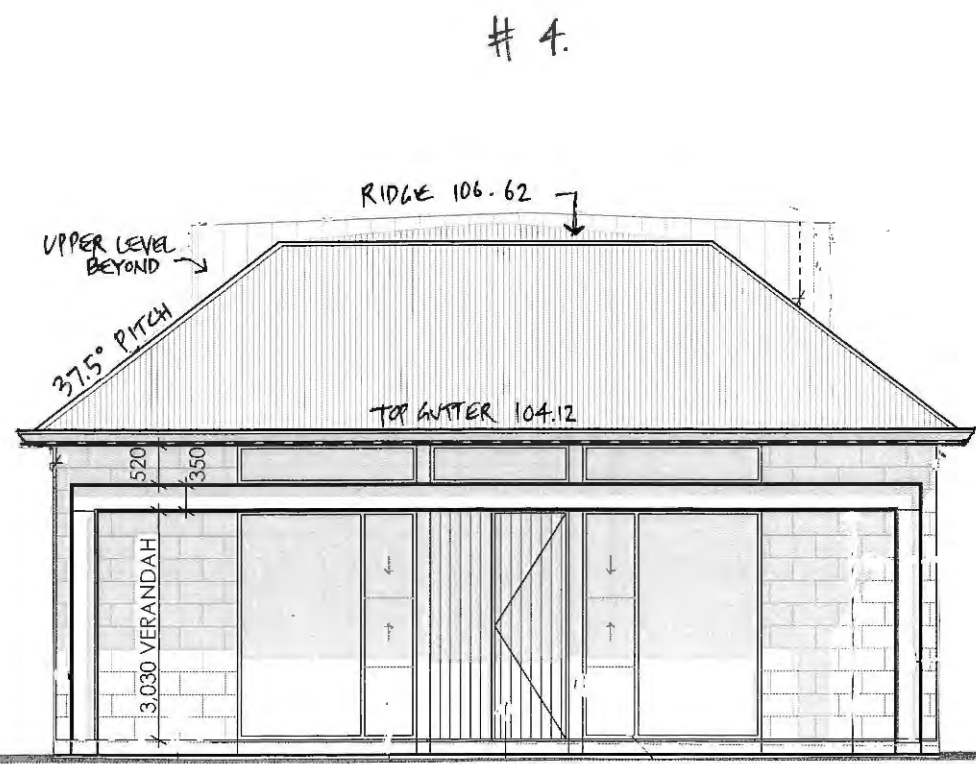 # 4.
RIDGE 106.62
UPPER LEVEL
BEYOND
37.5° PITCH
TOP GUTTER 104.12
520
350
3,030 VERANDAH